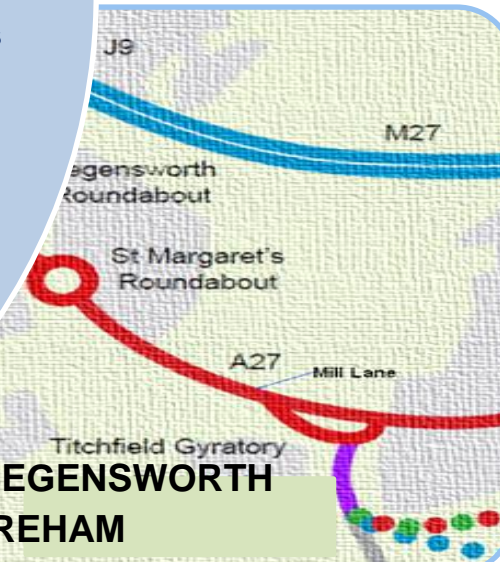 J9
M27
egensworth
Roundabout
St Margaret's
Roundabout
A27
Mill Lane
Titchfield Gyratory
EGENSWORTH
REHAM